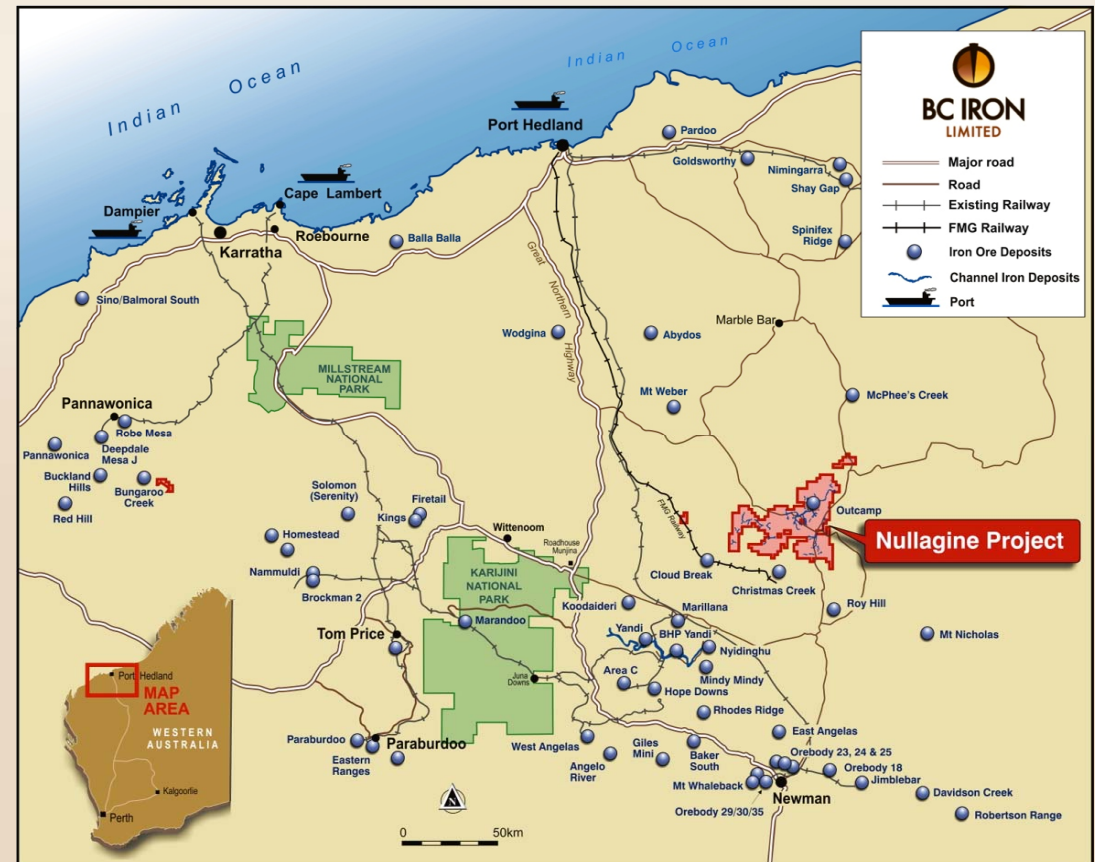 Indian Ocean
Indian Ocean
BC IRON
LIMITED
Major road
Road
Existing Railway
FMG Railway
Iron Ore Deposits
Channel Iron Deposits
Port
Port Hedland
Pardoo
Goldsworthy
Nimingarra
Shay Gap
Cape Lambert
Dampier
Roebourne
Karratha
Balla Balla
Spinifex
Ridge
Great Northern Highway
Sino/Balmoral South
Wodgina
Abydos
Marble Bar
MILLSTREAM
NATIONAL
PARK
Mt Weber
McPhee's Creek
Pannawonica
Robe Mesa
Pannawonica
Deepdale
Mesa J
Buckland
Hills
Bungaroo
Creek
Red Hill
Solomon
(Serenity)
Firetail
Kings
Homestead
Wittenoom
Roadhouse
Munjina
FMG Railway
Outcamp
Nullagine Project
Nammuldi
Brockman 2
KARIJINI
NATIONAL
PARK
Cloud Break
Christmas Creek
Koodaideri
Marillana
Roy Hill
Marandoo
Tom Price
Yandi
BHP Yandi
Nyidinghu
Mt Nicholas
Juna
Downs
Area C
Mindy Mindy
Hope Downs
Rhodes Ridge
Port Hedland
MAP
AREA
WESTERN
AUSTRALIA
Kalgoorlie
Perth
Paraburdoo
Paraburdoo
Eastern
Ranges
West Angelas
Angelo
River
Giles
Mini
Baker
South
East Angelas
Orebody 23, 24 & 25
Orebody 18
Mt Whaleback
Jimblebar
Newman
Orebody 29/30/35
Davidson Creek
Robertson Range
N
0 50km